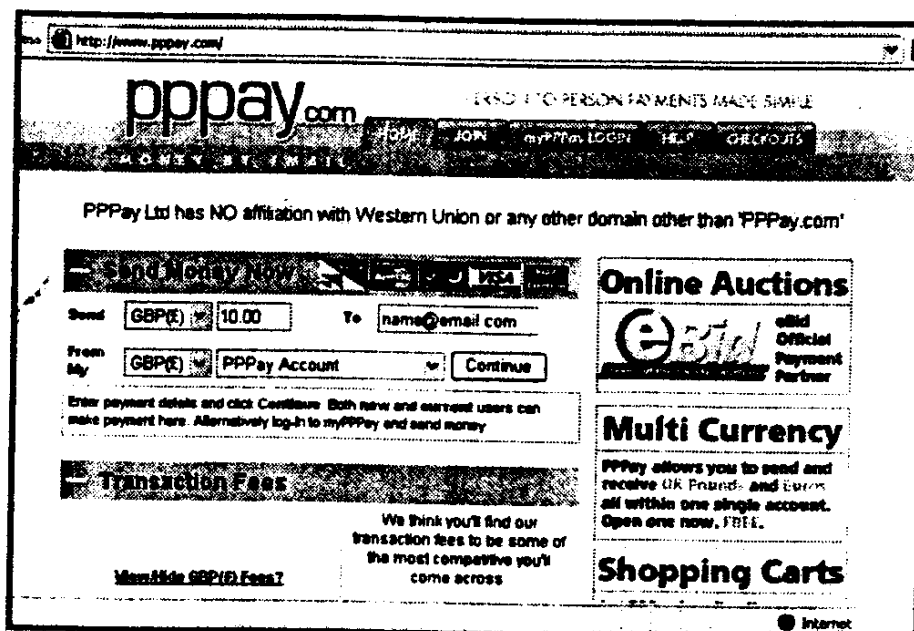 http://www.pppay.com/
pppay.com
PERSON TO PERSON PAYMENTS MADE SIMPLE
MONEY BY EMAIL
HOME JOIN myPPPay LOGIN HELP CHECKOUTS
PPPay Ltd has NO affiliation with Western Union or any other domain other than 'PPPay.com'
Send Money Now VISA
Send GBP(£) 10.00 To name@email com
From My GBP(£) PPPay Account Continue
Enter payment details and click Continue. Both new and current users can
make payment here. Alternatively log-in to myPPPay and send money
Transaction Fees
View/Hide GBP(£) Fees?
We think you'll find our
transaction fees to be some of
the most competitive you'll
come across
Online Auctions
eBid
eBid
Official
Payment
Partner
Multi Currency
PPPay allows you to send and
receive UK Pounds and Euros
all within one single account.
Open one now, FREE.
Shopping Carts
Internet